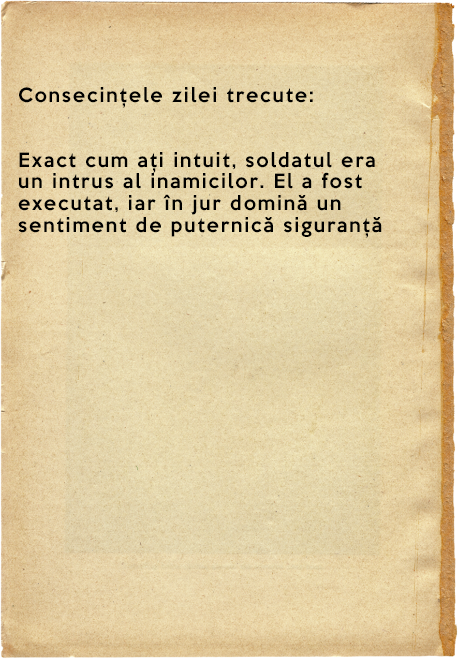 Consecințele zilei trecute:
Exact cum ați intuit, soldatul era
un intrus al inamicilor. El a fost
executat, iar în jur domină un
sentiment de puternică siguranță